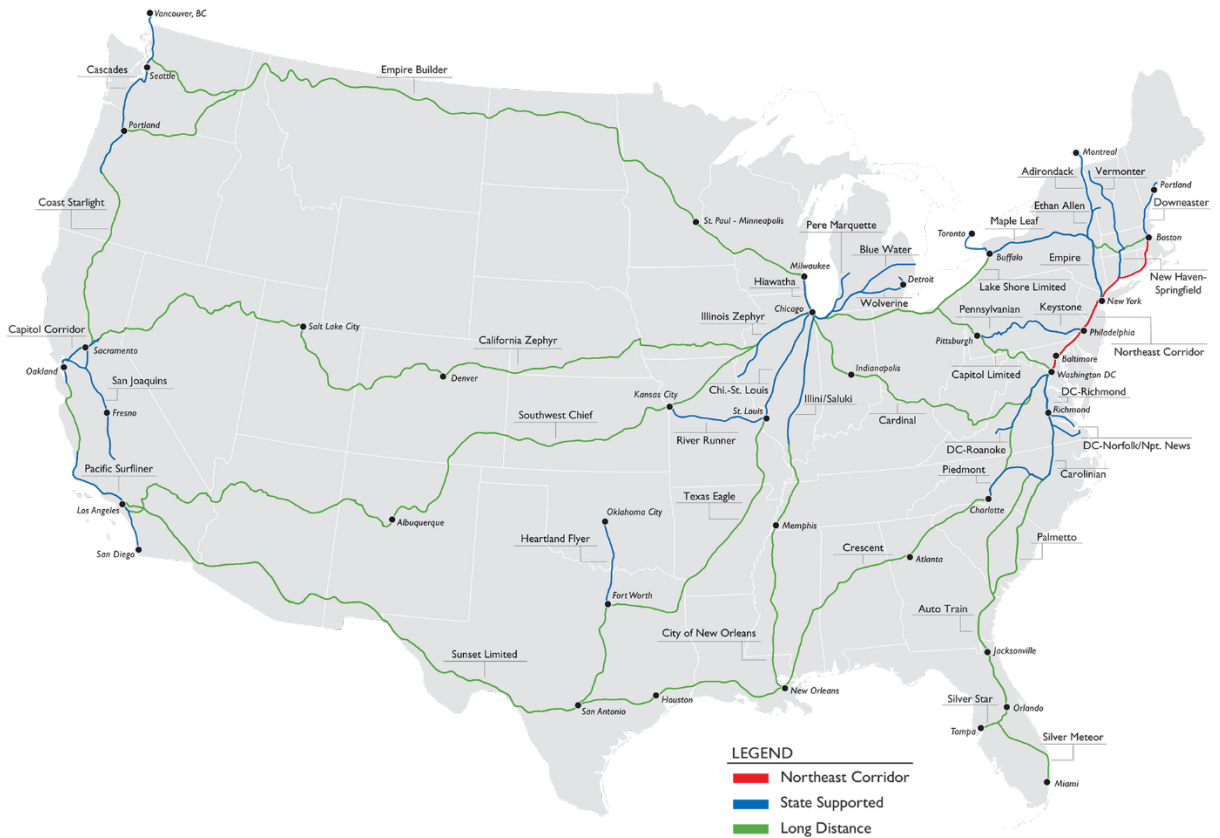 Vancouver, BC
Cascades
Seattle
Empire Builder
Portland
Montreal
Adirondack
Vermonter
Portland
Coast Starlight
Ethan Allen
Downeaster
St. Paul - Minneapolis
Pere Marquette
Maple Leaf
Toronto
Boston
Blue Water
Buffalo
Empire
Milwaukee
Hiawatha
Detroit
Lake Shore Limited
New Haven-
Springfield
Wolverine
New York
Chicago
Pennsylvanian
Keystone
Illinois Zephyr
Salt Lake City
Capitol Corridor
Pittsburgh
Philadelphia
California Zephyr
Sacramento
Northeast Corridor
Baltimore
Oakland
Denver
Indianapolis
Capitol Limited
Washington DC
San Joaquins
Chi.-St. Louis
DC-Richmond
Kansas City
Illini/Saluki
Fresno
Southwest Chief
St. Louis
Cardinal
Richmond
River Runner
DC-Roanoke
DC-Norfolk/Npt. News
Pacific Surfliner
Piedmont
Carolinian
Texas Eagle
Los Angeles
Charlotte
Oklahoma City
Albuquerque
Memphis
Heartland Flyer
Palmetto
San Diego
Crescent
Atlanta
Fort Worth
Auto Train
City of New Orleans
Jacksonville
Sunset Limited
New Orleans
Houston
San Antonio
Silver Star
Orlando
Tampa
Silver Meteor
Miami
LEGEND
Northeast Corridor
State Supported
Long Distance